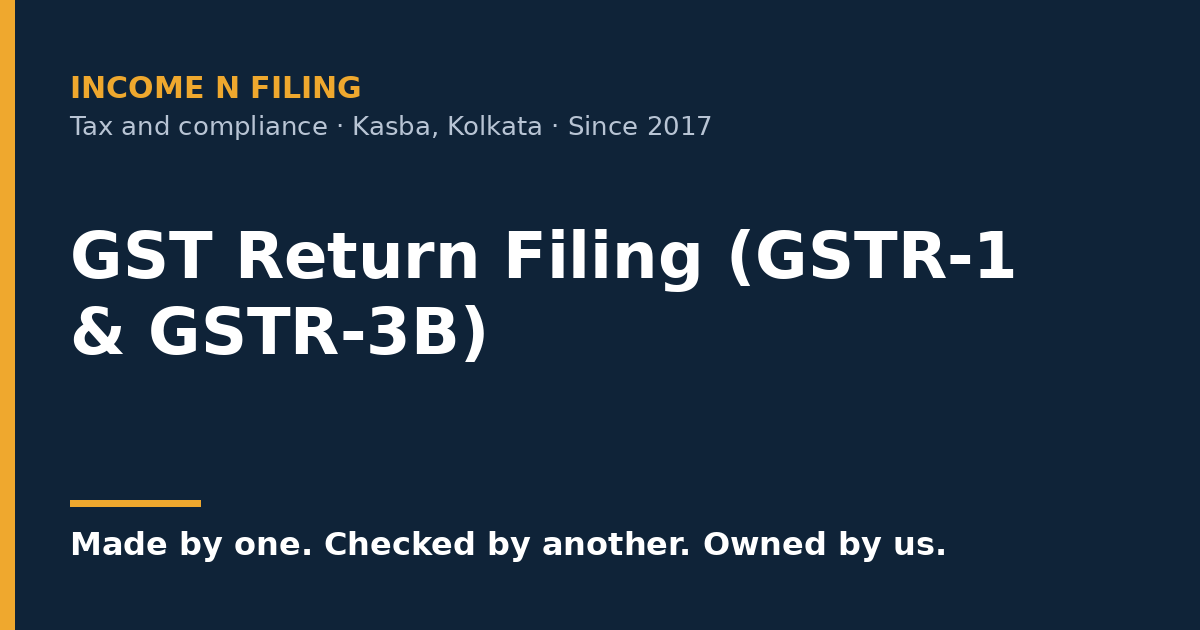 INCOME N FILING
Tax and compliance · Kasba, Kolkata · Since 2017
GST Return Filing (GSTR-1
& GSTR-3B)
Made by one. Checked by another. Owned by us.